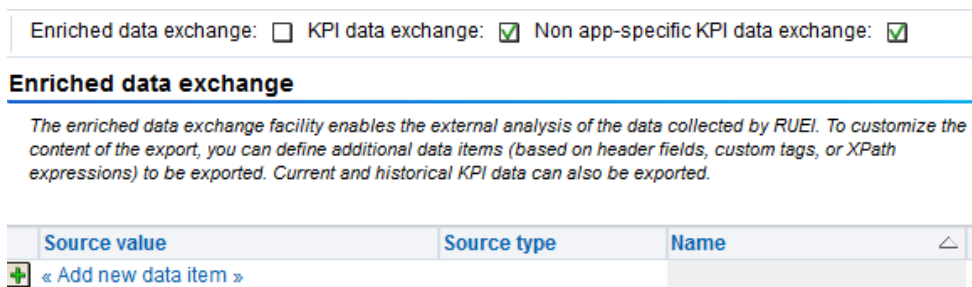 Enriched data exchange: KPI data exchange: Non app-specific KPI data exchange:
Enriched data exchange
The enriched data exchange facility enables the external analysis of the data collected by RUEI. To customize the
content of the export, you can define additional data items (based on header fields, custom tags, or XPath
expressions) to be exported. Current and historical KPI data can also be exported.
Source value Source type Name
« Add new data item »